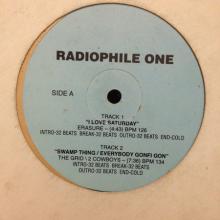 RADIOPHILE ONE
SIDE A
TRACK 1
"I LOVE SATURDAY"
ERASURE - (4:43) BPM 126
INTRO-32 BEATS BREAK-32 BEATS
OUTRO-32 BEATS END-COLD
TRACK 2
"SWAMP THING / EVERYBODY GONFI GON"
THE GRID \ 2 COWBOYS - (7:36) BPM 134
INTRO-32 BEATS BREAK-32 BEATS
OUTRO-32 BEATS END-COLD